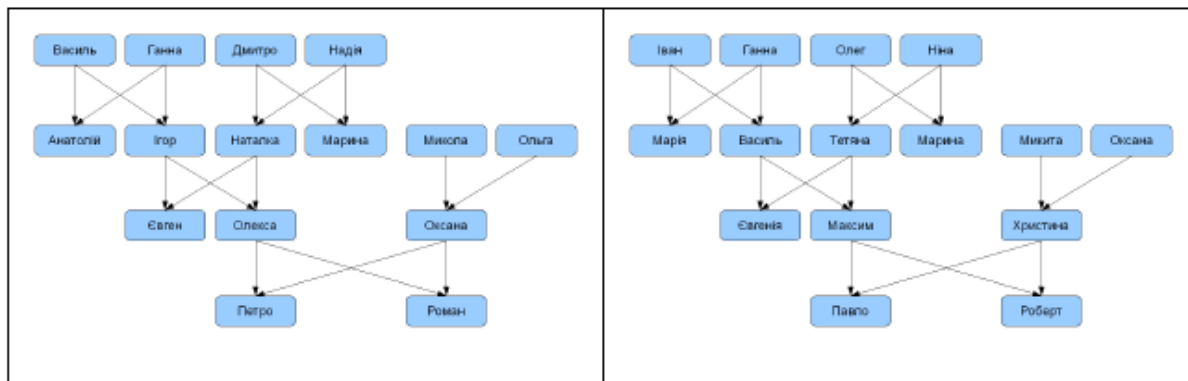 Василь Ганна Дмитро Надія
Анатолій Ігор Наталка Марина Микола Ольга
Євген Олекса Оксана
Петро Роман
Іван Ганна Олег Ніна
Марія Василь Тетяна Марина Микита Оксана
Євгенія Максим Христина
Павло Роберт